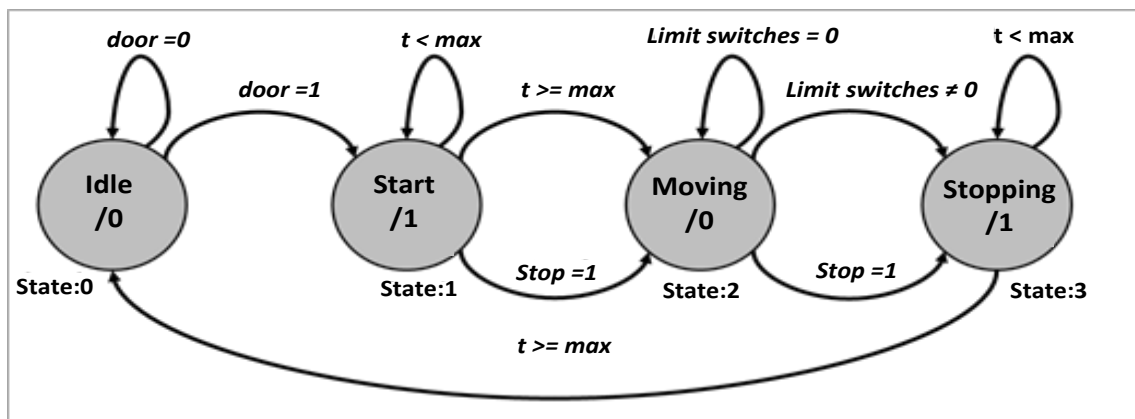 door =0
t < max
Limit switches = 0
t < max
door =1
t >= max
Limit switches ≠ 0
Idle
/0
Start
/1
Moving
/0
Stopping
/1
State:0
Stop =1
Stop =1
State:1
State:2
State:3
t >= max